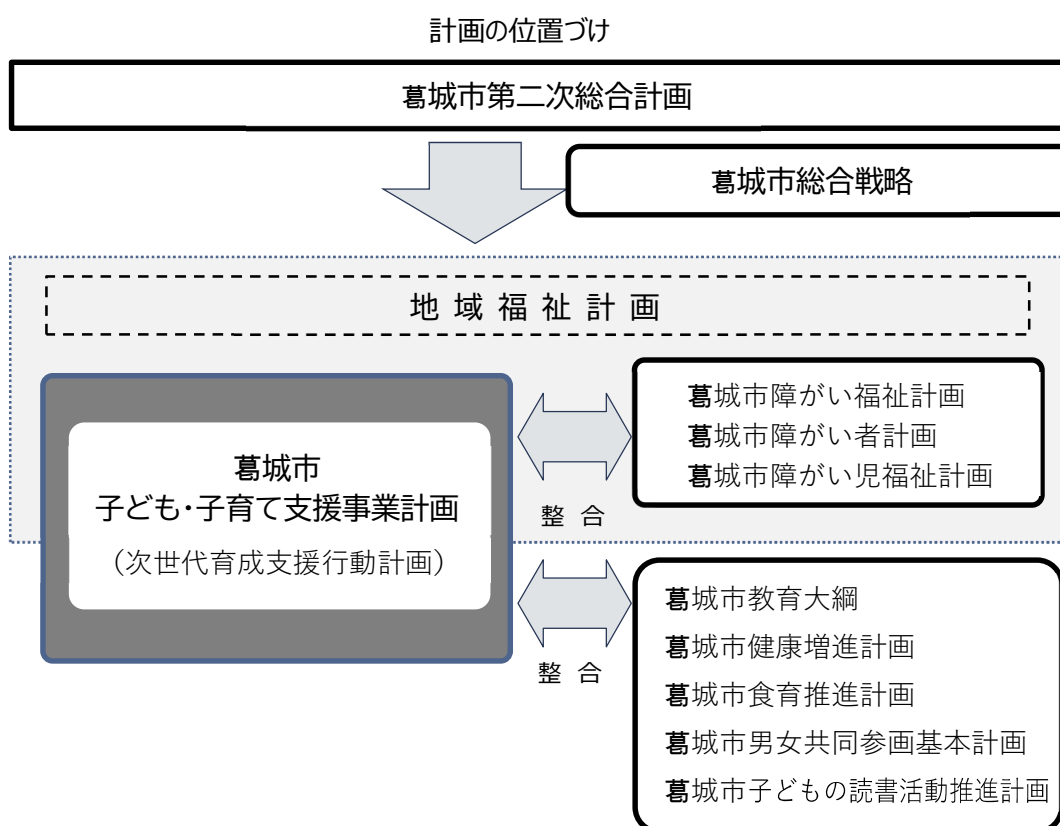 計画の位置づけ
葛城市第二次総合計画
葛城市総合戦略
地域福祉計画
葛城市
子ども・子育て支援事業計画
（次世代育成支援行動計画）
整合
葛城市障がい福祉計画
葛城市障がい者計画
葛城市障がい児福祉計画
整合
葛城市教育大綱
葛城市健康増進計画
葛城市食育推進計画
葛城市男女共同参画基本計画
葛城市子どもの読書活動推進計画